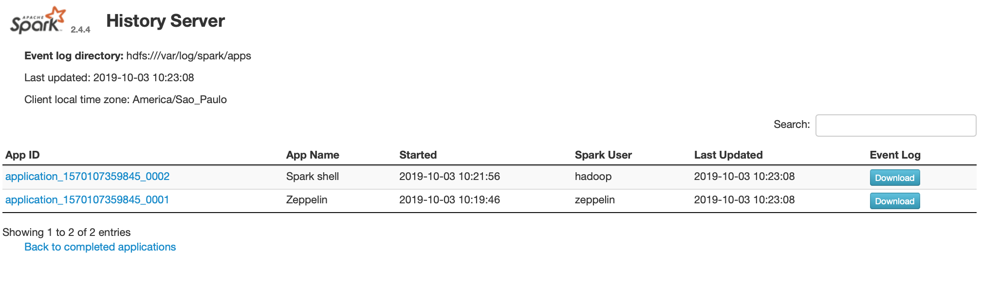 APACHE
Spark 2.4.4 History Server
Event log directory: hdfs:///var/log/spark/apps
Last updated: 2019-10-03 10:23:08
Client local time zone: America/Sao_Paulo
Search:
App ID App Name Started Spark User Last Updated Event Log
application_1570107359845_0002 Spark shell 2019-10-03 10:21:56 hadoop 2019-10-03 10:23:08 Download
application_1570107359845_0001 Zeppelin 2019-10-03 10:19:46 zeppelin 2019-10-03 10:23:08 Download
Showing 1 to 2 of 2 entries
Back to completed applications